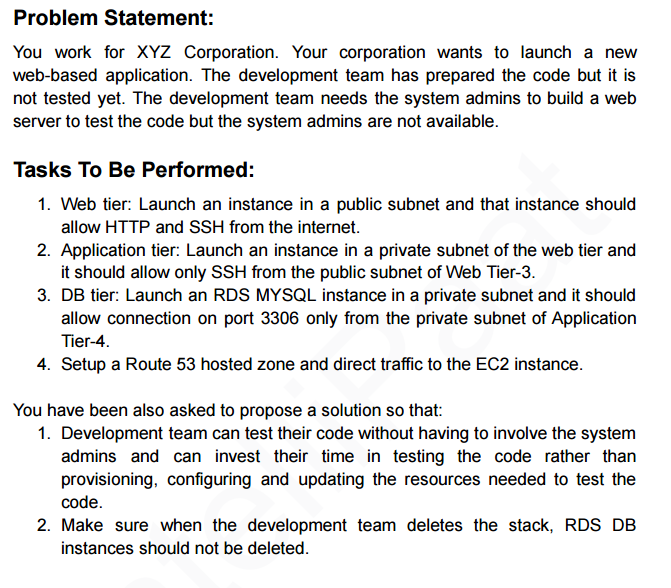 Problem Statement:
You work for XYZ Corporation. Your corporation wants to launch a new
web-based application. The development team has prepared the code but it is
not tested yet. The development team needs the system admins to build a web
server to test the code but the system admins are not available.
Tasks To Be Performed:
1. Web tier: Launch an instance in a public subnet and that instance should
allow HTTP and SSH from the internet.
2. Application tier: Launch an instance in a private subnet of the web tier and
it should allow only SSH from the public subnet of Web Tier-3.
3. DB tier: Launch an RDS MYSQL instance in a private subnet and it should
allow connection on port 3306 only from the private subnet of Application
Tier-4.
4. Setup a Route 53 hosted zone and direct traffic to the EC2 instance.
You have been also asked to propose a solution so that:
1. Development team can test their code without having to involve the system
admins and can invest their time in testing the code rather than
provisioning, configuring and updating the resources needed to test the
code.
2. Make sure when the development team deletes the stack, RDS DB
instances should not be deleted.